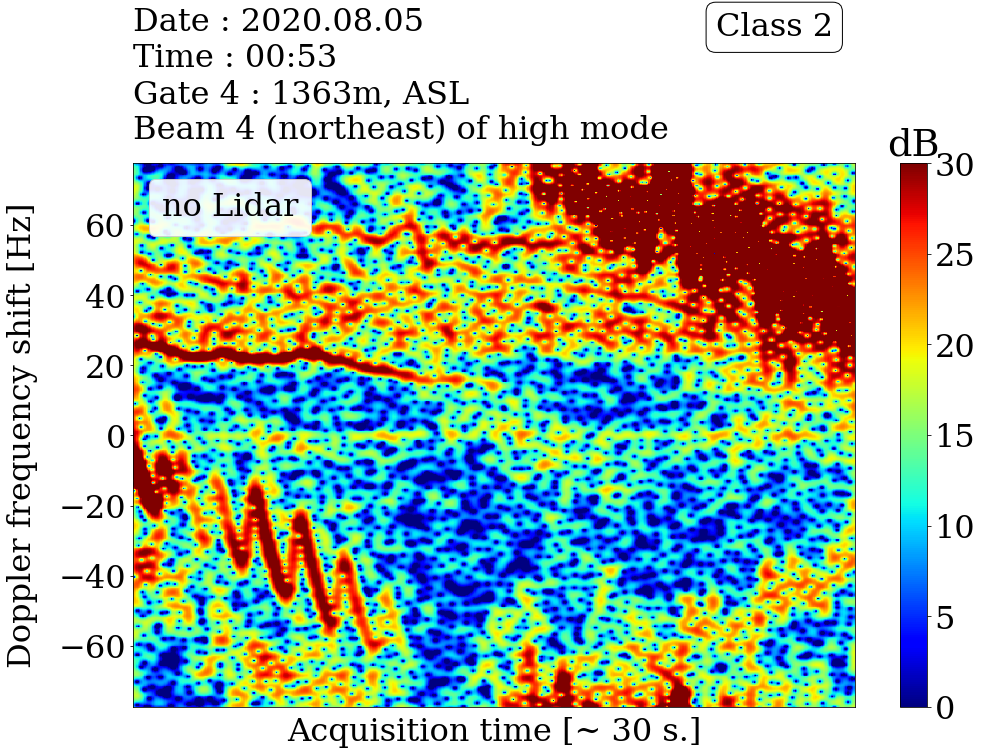 Date : 2020.08.05
Time : 00:53
Gate 4 : 1363m, ASL
Beam 4 (northeast) of high mode
Class 2
no Lidar
dB
30
25
20
15
10
5
0
Doppler frequency shift [Hz]
60
40
20
0
−20
−40
−60
Acquisition time [~ 30 s.]